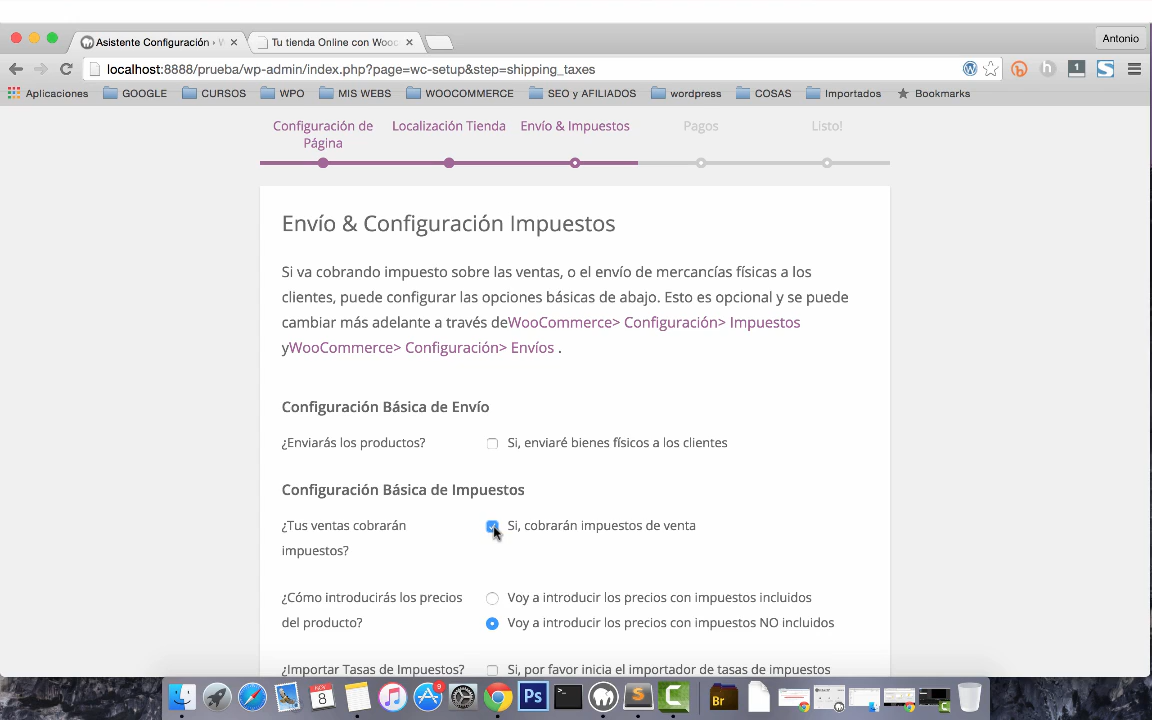 Asistente Configuración › W
Tu tienda Online con Wooc
Antonio
localhost:8888/prueba/wp-admin/index.php?page=wc-setup&step=shipping_taxes
1
Aplicaciones
GOOGLE
CURSOS
WPO
MIS WEBS
WOOCOMMERCE
SEO y AFILIADOS
wordpress
COSAS
Importados
Bookmarks
Configuración de
Página
Localización Tienda
Envío & Impuestos
Pagos
Listo!
Envío & Configuración Impuestos
Si va cobrando impuesto sobre las ventas, o el envío de mercancías físicas a los
clientes, puede configurar las opciones básicas de abajo. Esto es opcional y se puede
cambiar más adelante a través deWooCommerce> Configuración> Impuestos
yWooCommerce> Configuración> Envíos .
Configuración Básica de Envío
¿Enviarás los productos?
Si, enviaré bienes físicos a los clientes
Configuración Básica de Impuestos
¿Tus ventas cobrarán
impuestos?
Si, cobrarán impuestos de venta
¿Cómo introducirás los precios
del producto?
Voy a introducir los precios con impuestos incluidos
Voy a introducir los precios con impuestos NO incluidos
¿Importar Tasas de Impuestos?
Si, por favor inicia el importador de tasas de impuestos
NOV
8
9
Ps
S
Br